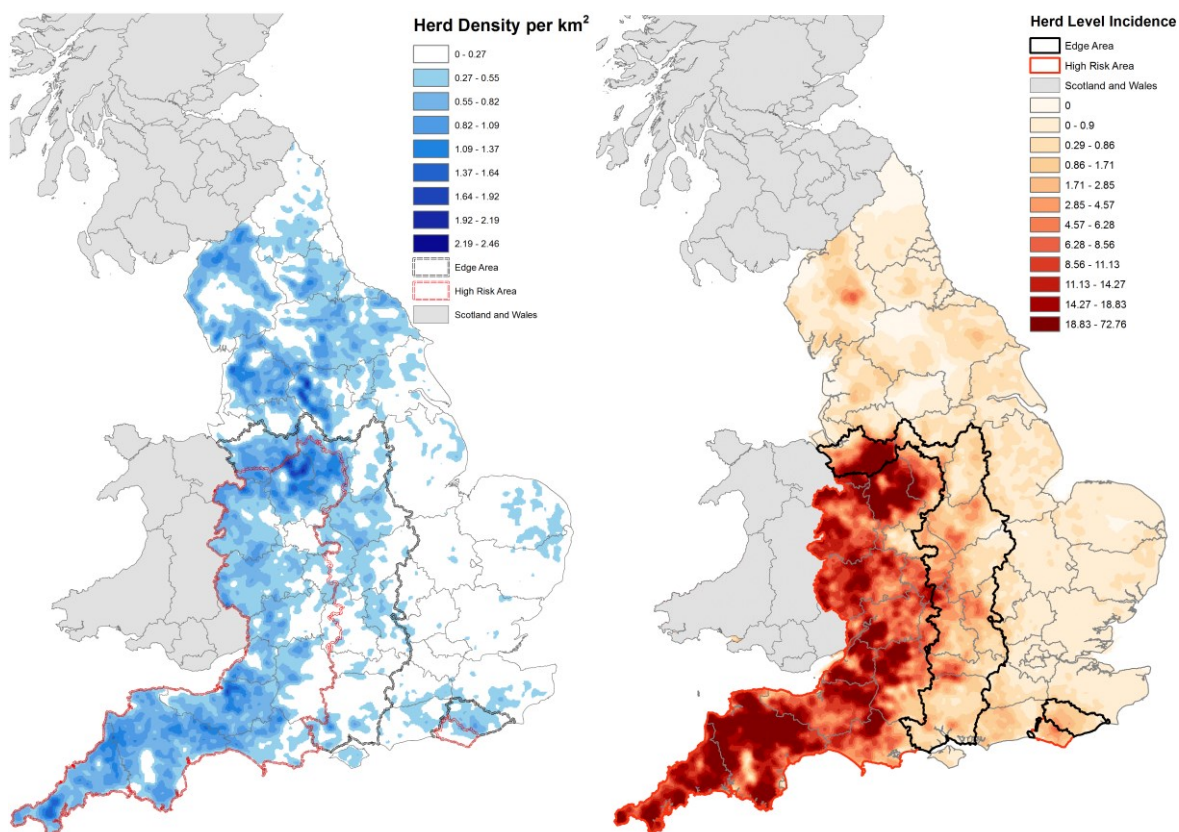 Herd Density per km²
0 - 0.27
0.27 - 0.55
0.55 - 0.82
0.82 - 1.09
1.09 - 1.37
1.37 - 1.64
1.64 - 1.92
1.92 - 2.19
2.19 - 2.46
Edge Area
High Risk Area
Scotland and Wales
Herd Level Incidence
Edge Area
High Risk Area
Scotland and Wales
0
0 - 0.9
0.29 - 0.86
0.86 - 1.71
1.71 - 2.85
2.85 - 4.57
4.57 - 6.28
6.28 - 8.56
8.56 - 11.13
11.13 - 14.27
14.27 - 18.83
18.83 - 72.76